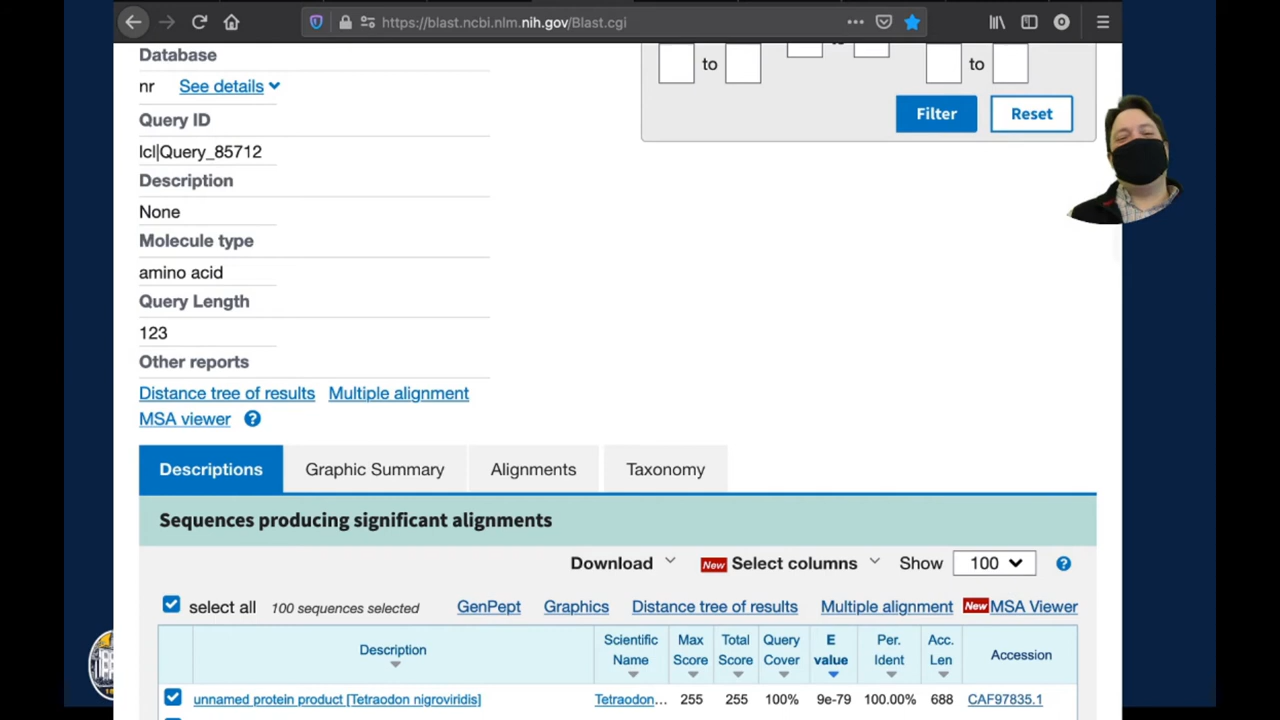 https://blast.ncbi.nlm.nih.gov/Blast.cgi
Database
nr See details
Query ID
lcl|Query_85712
Description
None
Molecule type
amino acid
Query Length
123
Other reports
Distance tree of results Multiple alignment
MSA viewer ?
to to
Filter Reset
Descriptions Graphic Summary Alignments Taxonomy
Sequences producing significant alignments
Download New Select columns Show 100 ?
select all 100 sequences selected GenPept Graphics Distance tree of results Multiple alignment New MSA Viewer
Description Scientific Name Max Score Total Score Query Cover E value Per. Ident Acc. Len Accession
unnamed protein product [Tetraodon nigroviridis] Tetraodon... 255 255 100% 9e-79 100.00% 688 CAF97835.1